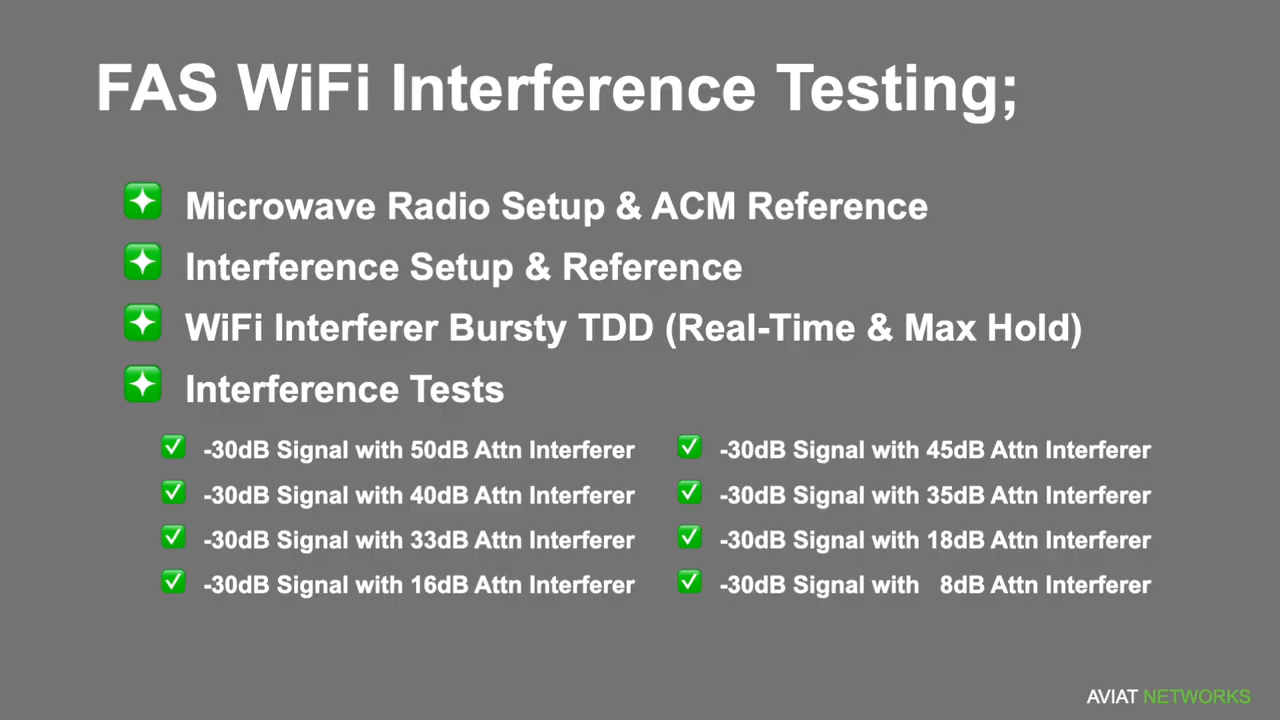 FAS WiFi Interference Testing;
Microwave Radio Setup & ACM Reference
Interference Setup & Reference
WiFi Interferer Bursty TDD (Real-Time & Max Hold)
Interference Tests
-30dB Signal with 50dB Attn Interferer
-30dB Signal with 45dB Attn Interferer
-30dB Signal with 40dB Attn Interferer
-30dB Signal with 35dB Attn Interferer
-30dB Signal with 33dB Attn Interferer
-30dB Signal with 18dB Attn Interferer
-30dB Signal with 16dB Attn Interferer
-30dB Signal with 8dB Attn Interferer
AVIAT NETWORKS